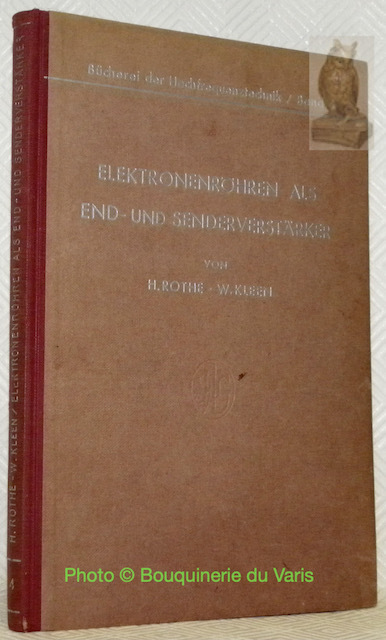 Bücherei der Hochfrequenztechnik / Band
ELEKTRONENRÖHREN ALS
END- UND SENDERVERSTÄRKER
VON
H. ROTHE · W. KLEEN
H. ROTHE · W. KLEEN / ELEKTRONENRÖHREN ALS END- UND SENDERVERSTÄRKER
Photo © Bouquinerie du Varis